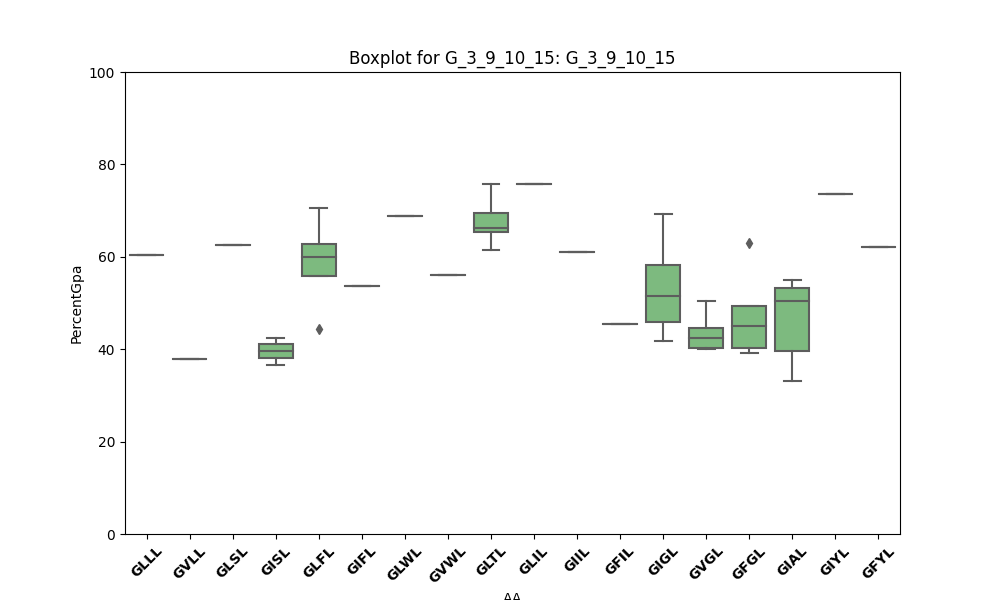 Boxplot for G_3_9_10_15: G_3_9_10_15
100
80
60
40
20
0
PercentGpa
GLLL
GVLL
GLSL
GISL
GLFL
GIFL
GLWL
GVWL
GLTL
GLIL
GIIL
GFIL
GIGL
GVGL
GFGL
GIAL
GIYL
GFYL
AA